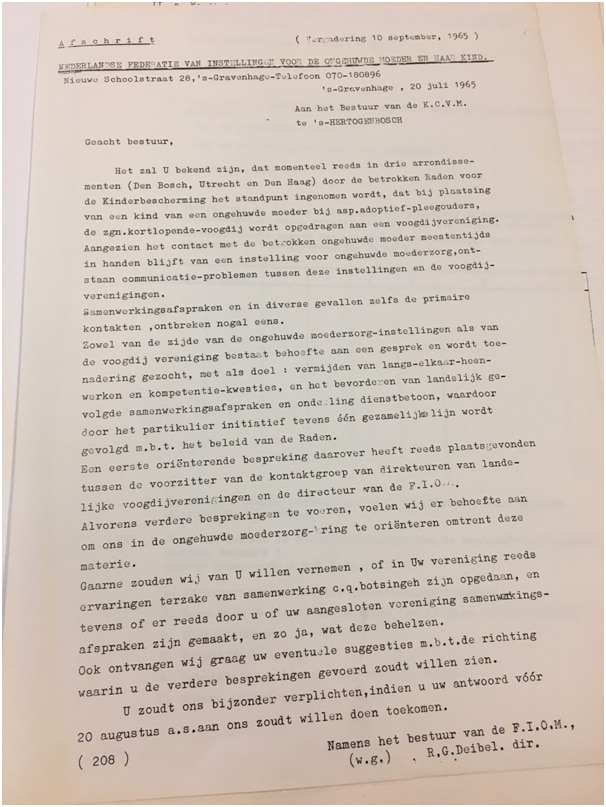 Afschrift
( Vergadering 10 september, 1965)
NEDERLANDSE FEDERATIE VAN INSTELLINGEN VOOR DE ONGEHUWDE MOEDER EN HAAR KIND.
Nieuwe Schoolstraat 28,'s-Gravenhage-Telefoon 070-180896
's-Gravenhage , 20 juli 1965
Aan het Bestuur van de K.C.V.M.
te 's-HERTOGENBOSCH
Geacht bestuur,
Het zal U bekend zijn, dat momenteel reeds in drie arrondisse-
menten (Den Bosch, Utrecht en Den Haag) door de betrokken Raden voor
de Kinderbescherming het standpunt ingenomen wordt, dat bij plaatsing
van een kind van een ongehuwde moeder bij asp.adoptief-pleegouders,
de zgn.kortlopende-voogdij wordt opgedragen aan een voogdijvereniging.
Aangezien het contact met de betrokken ongehuwde moeder meestentijds
in handen blijft van een instelling voor ongehuwde moederzorg,ont-
staan communicatie-problemen tussen deze instellingen en de voogdij-
verenigingen.
Samenwerkingsafspraken en in diverse gevallen zelfs de primaire
kontakten ,ontbreken nogal eens.
Zowel van de zijde van de ongehuwde moederzorg-instellingen als van
de voogdij vereniging bestaat behoefte aan een gesprek en wordt toe-
nadering gezocht, met als doel : vermijden van langs-elkaar-heen-
werken en kompetentie-kwesties, en het bevorderen van landelijk ge-
volgde samenwerkingsafspraken en onderling dienstbetoon, waardoor
door het partikulier initiatief tevens één gezamelijke lijn wordt
gevolgd m.b.t. het beleid van de Raden.
Een eerste oriënterende bespreking daarover heeft reeds plaatsgevonden
tussen de voorzitter van de kontaktgroep van direkteuren van lande-
lijke voogdijverenigingen en de directeur van de F.I.O.M.
Alvorens verdere besprekingen te voeren, voelen wij er behoefte aan
om ons in de ongehuwde moederzorg-kring te oriënteren omtrent deze
materie.
Gaarne zouden wij van U willen vernemen , of in Uw vereniging reeds
ervaringen terzake van samenwerking c.q.botsingeh zijn opgedaan, en
tevens of er reeds door u of uw aangesloten vereniging samenwekings-
afspraken zijn gemaakt, en zo ja, wat deze behelzen.
Ook ontvangen wij graag uw eventuele suggesties m.b.t.de richting
waarin u de verdere besprekingen gevoerd zoudt willen zien.
U zoudt ons bijzonder verplichten,indien u uw antwoord vóór
20 augustus a.s.aan ons zoudt willen doen toekomen.
Namens het bestuur van de F.I.O.M.,
( 208 )
(w.g.) . R.G.Deibel. dir.